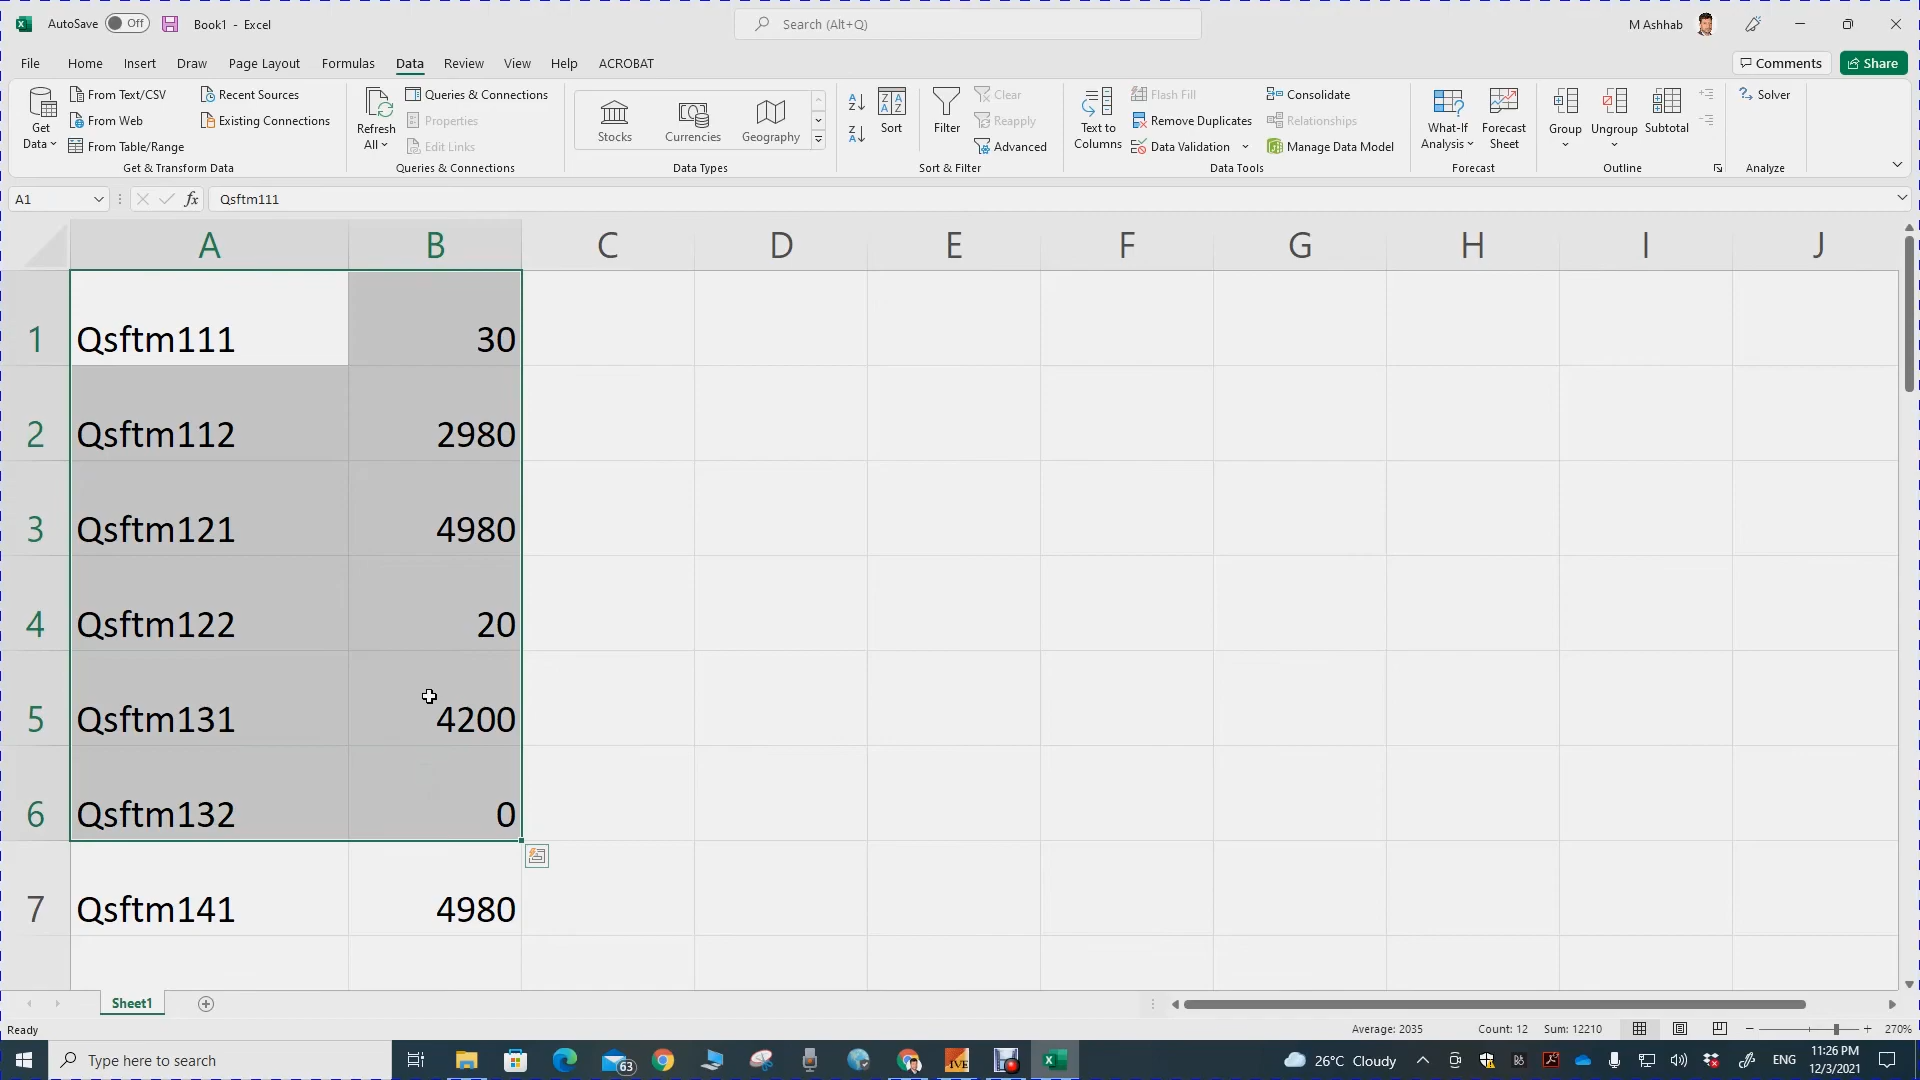 AutoSave Off Book1 - Excel Search (Alt+Q) M Ashhab
File Home Insert Draw Page Layout Formulas Data Review View Help ACROBAT Comments Share
Get Data From Text/CSV From Web From Table/Range Recent Sources Existing Connections
Get & Transform Data
Refresh All Queries & Connections Properties Edit Links
Queries & Connections
Stocks Currencies Geography
Data Types
Sort Filter Clear Reapply Advanced
Sort & Filter
Text to Columns Flash Fill Remove Duplicates Data Validation Consolidate Relationships Manage Data Model
Data Tools
What-If Analysis Forecast Sheet
Forecast
Group Ungroup Subtotal
Outline
Solver
Analyze
A1 fx Qsftm111
A B C D E F G H I J
1 Qsftm111 30
2 Qsftm112 2980
3 Qsftm121 4980
4 Qsftm122 20
5 Qsftm131 4200
6 Qsftm132 0
7 Qsftm141 4980
Sheet1
Ready Average: 2035 Count: 12 Sum: 12210 270%
Type here to search 63 26°C Cloudy ENG 11:26 PM
12/3/2021